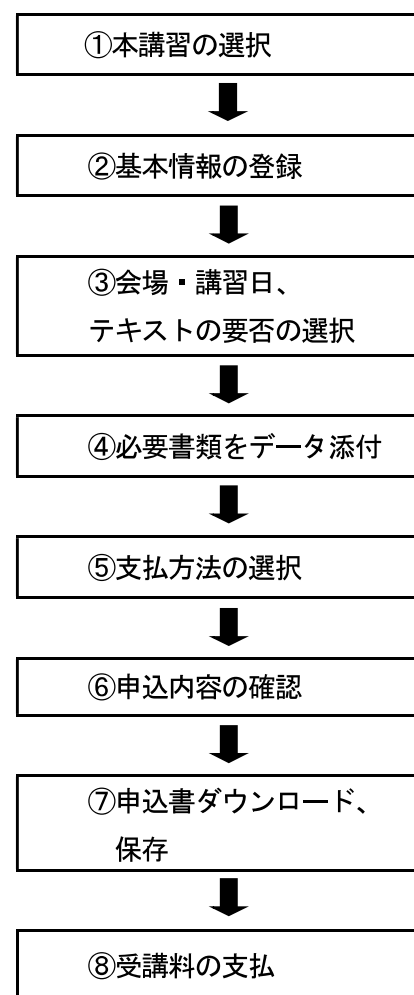 ①本講習の選択
②基本情報の登録
③会場・講習日、
テキストの要否の選択
④必要書類をデータ添付
⑤支払方法の選択
⑥申込内容の確認
⑦申込書ダウンロード、
保存
⑧受講料の支払